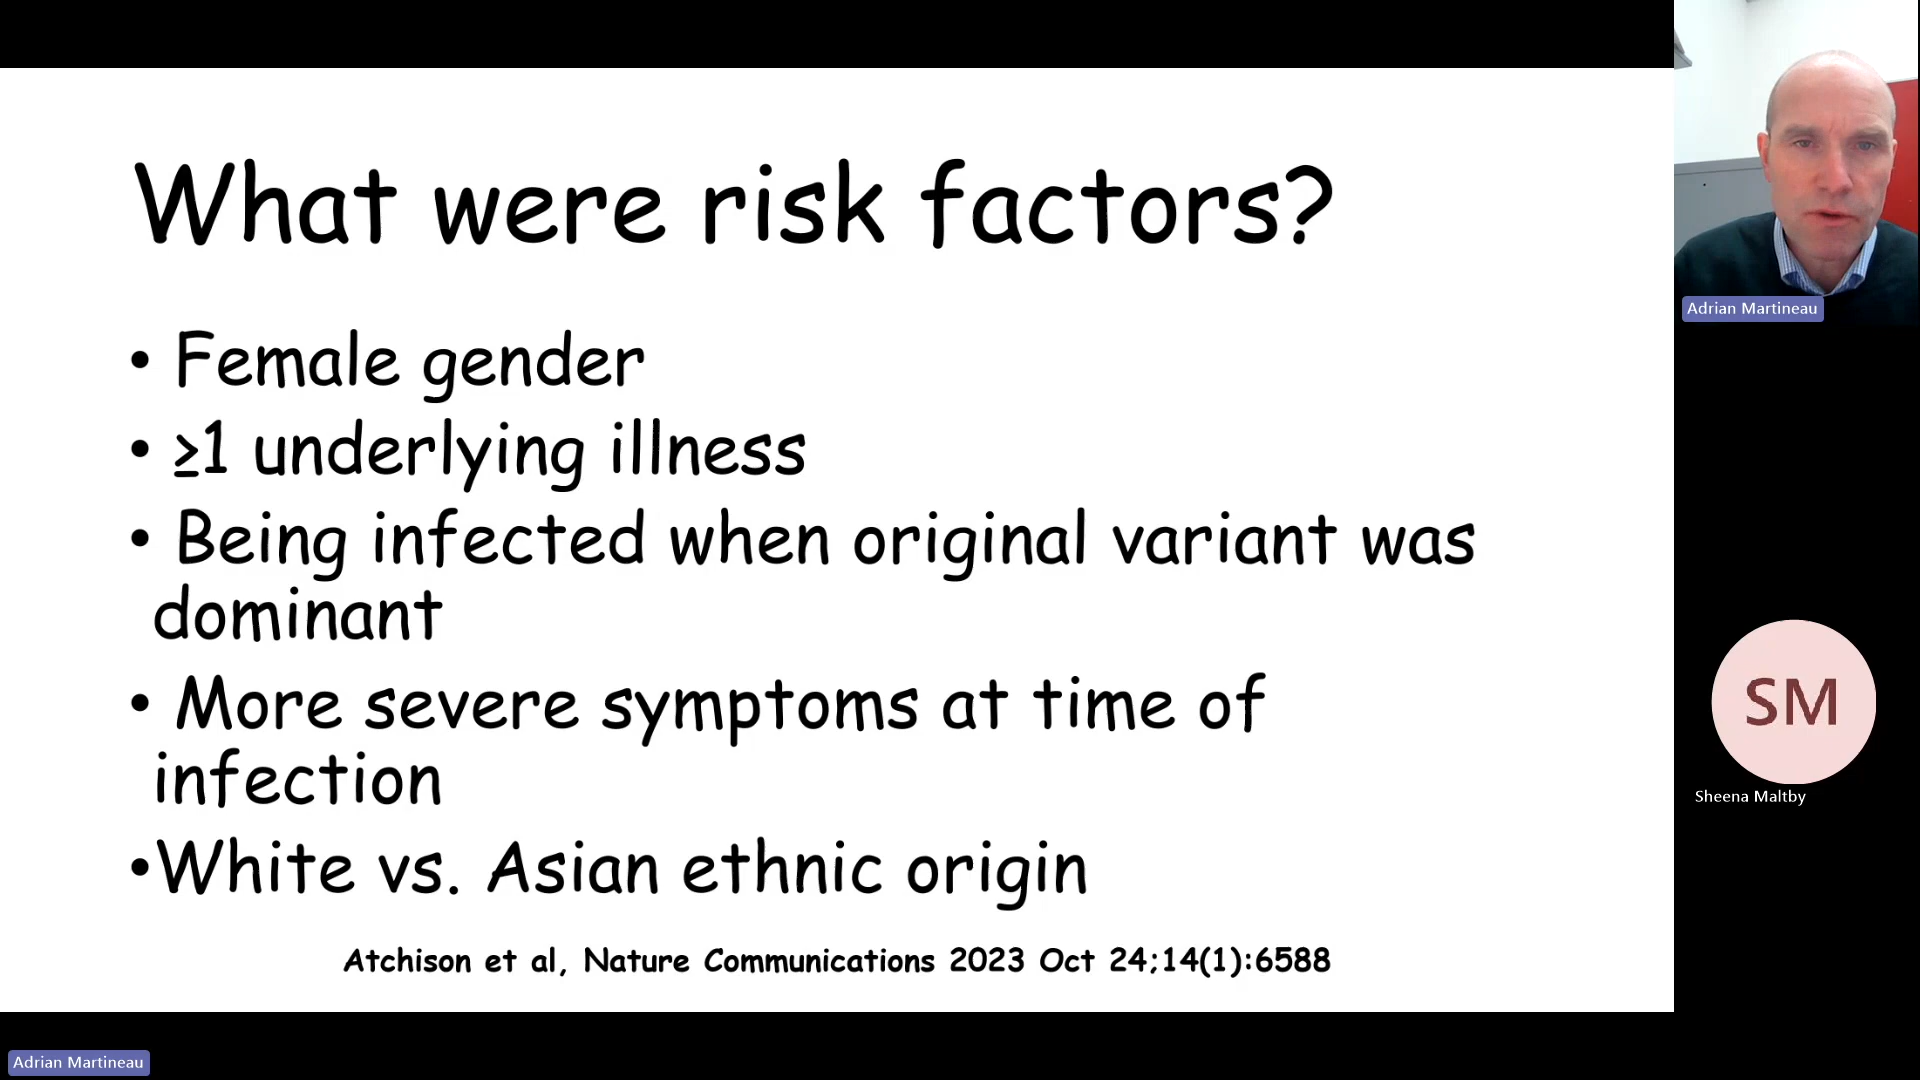 What were risk factors?
• Female gender
• ≥1 underlying illness
• Being infected when original variant was
dominant
• More severe symptoms at time of
infection
•White vs. Asian ethnic origin
Atchison et al, Nature Communications 2023 Oct 24;14(1):6588
Adrian Martineau
SM
Sheena Maltby
Adrian Martineau